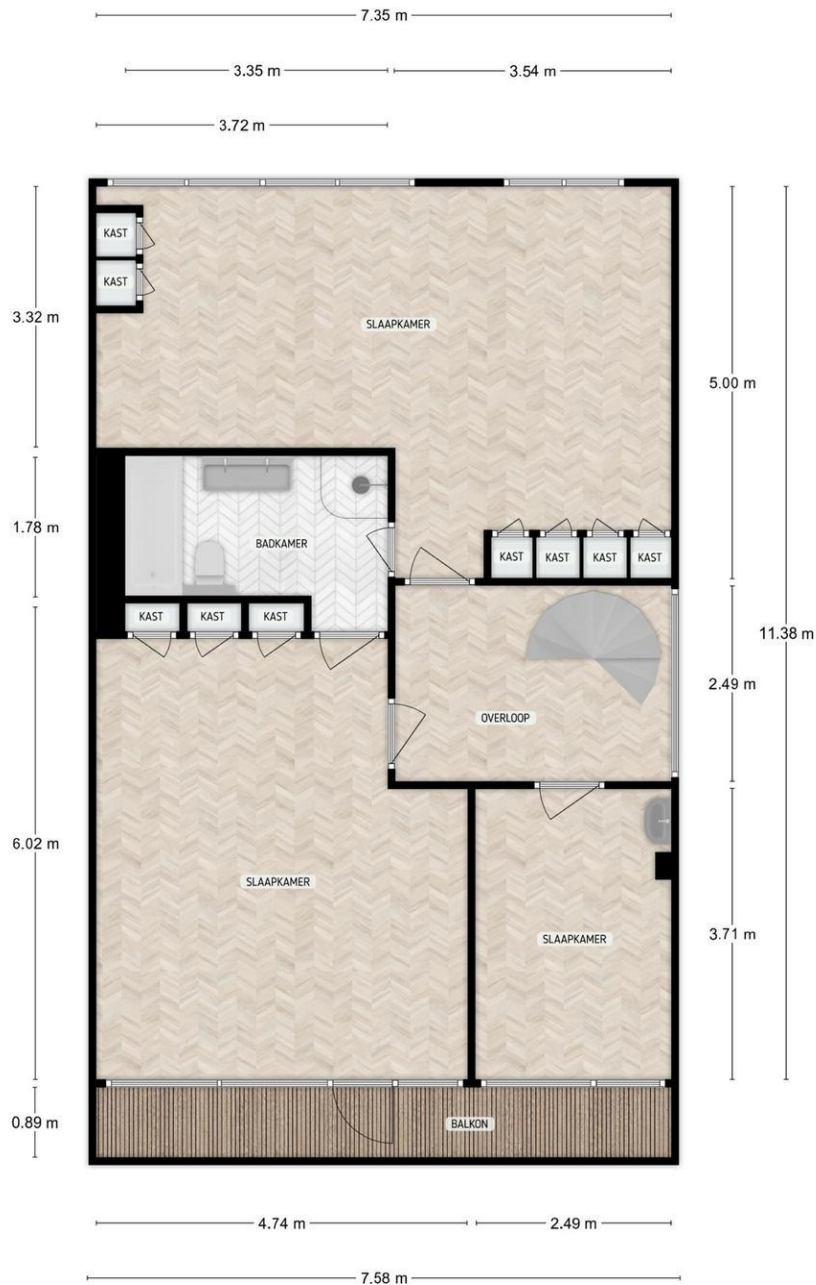 7.35 m
3.35 m
3.54 m
3.72 m
KAST
KAST
3.32 m
SLAAPKAMER
5.00 m
1.78 m
BADKAMER
KAST
KAST
KAST
KAST
KAST
KAST
KAST
11.38 m
2.49 m
OVERLOOP
6.02 m
SLAAPKAMER
3.71 m
SLAAPKAMER
0.89 m
BALKON
4.74 m
2.49 m
7.58 m